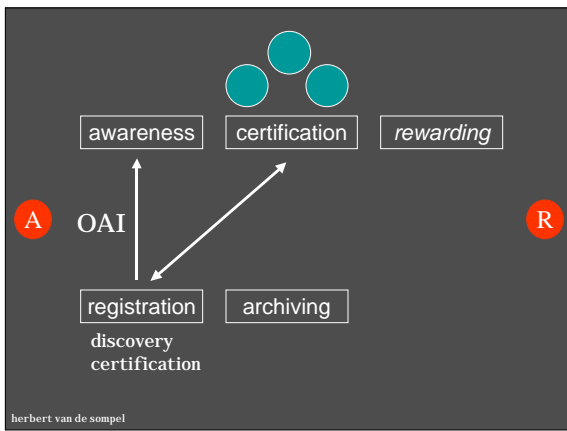 awareness certification rewarding
A OAI R
registration archiving
discovery
certification
herbert van de sompel